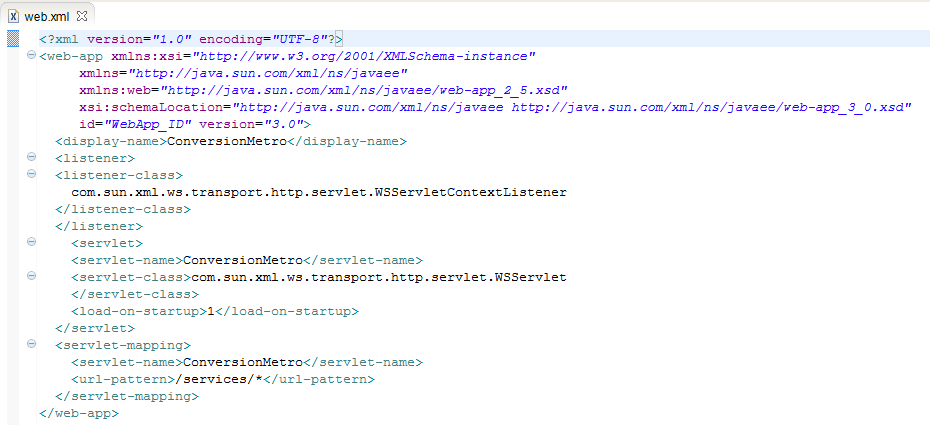 web.xml
<?xml version="1.0" encoding="UTF-8"?>
<web-app xmlns:xsi="http://www.w3.org/2001/XMLSchema-instance"
xmlns="http://java.sun.com/xml/ns/javaee"
xmlns:web="http://java.sun.com/xml/ns/javaee/web-app_2_5.xsd"
xsi:schemaLocation="http://java.sun.com/xml/ns/javaee http://java.sun.com/xml/ns/javaee/web-app_3_0.xsd"
id="WebApp_ID" version="3.0">
<display-name>ConversionMetro</display-name>
<listener>
<listener-class>
com.sun.xml.ws.transport.http.servlet.WSServletContextListener
</listener-class>
</listener>
<servlet>
<servlet-name>ConversionMetro</servlet-name>
<servlet-class>com.sun.xml.ws.transport.http.servlet.WSServlet
</servlet-class>
<load-on-startup>1</load-on-startup>
</servlet>
<servlet-mapping>
<servlet-name>ConversionMetro</servlet-name>
<url-pattern>/services/*</url-pattern>
</servlet-mapping>
</web-app>